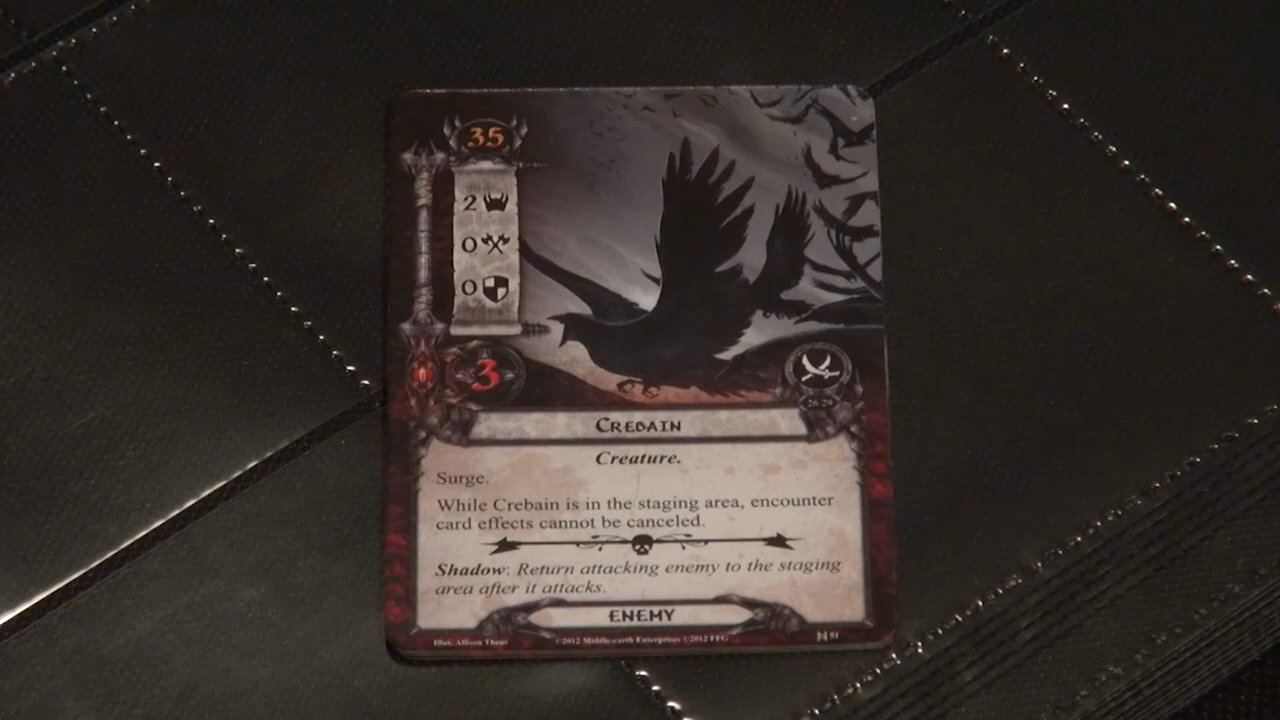 35
2
0
0
3
26-29
CREBAIN
Creature.
Surge.
While Crebain is in the staging area, encounter
card effects cannot be canceled.
Shadow: Return attacking enemy to the staging
area after it attacks.
ENEMY
Illus. Allison Theus ©2012 Middle-earth Enterprises ©2012 FFG 51